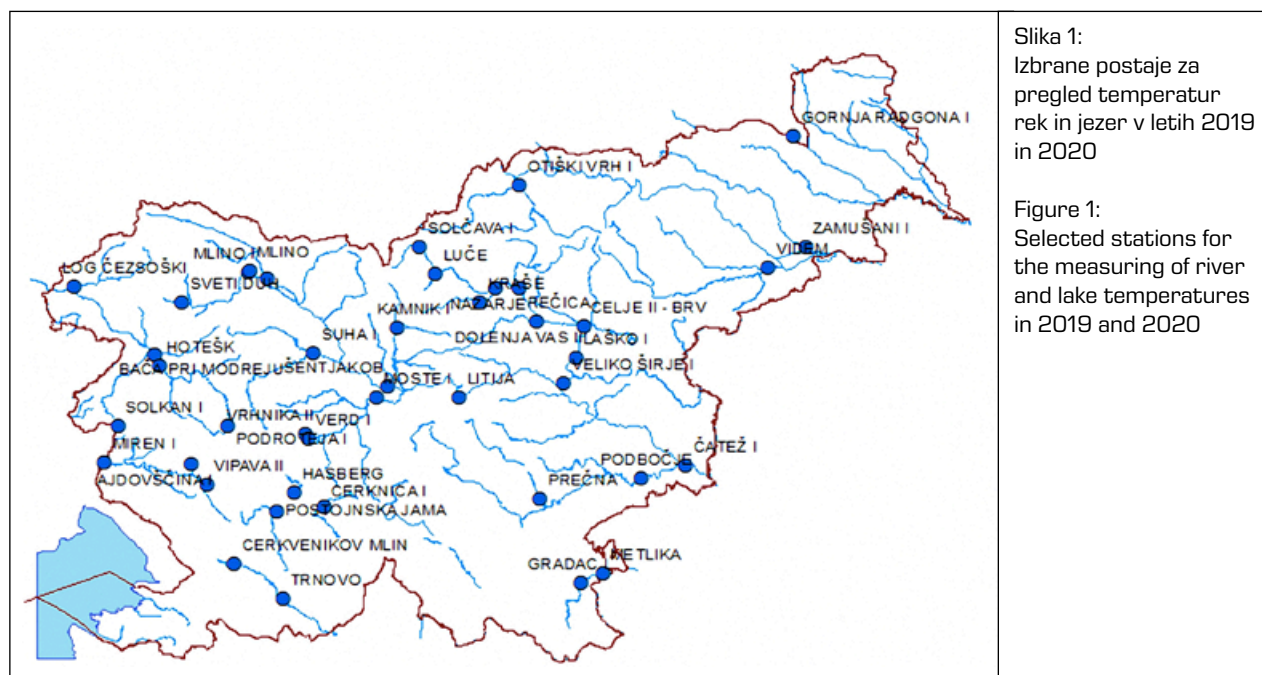 GORNJA RADGONA I
OTIŠKI VRH I
SOLČAVA I
ZAMUŠANI I
LUČE
VIDEM
MLINO I MLINO
LOG ČEZSOŠKI
SVETI DUH
KRAŠE
NAZARJE REČICA
KAMNIK I
CELJE II - BRV
SUHA I
DOLENJA VAS II LAŠKO I
HOTEŠK
BAČA PRI MODREJU ŠENTJAKOB
VELIKO ŠIRJE I
MOSTE I
LITIJA
SOLKAN I
VRHNIKA II
VERD I
PODROTEJA I
MIREN I
VIPAVA II
AJDOVŠČINA I
HASBERG
ČATEŽ I
PODBOČJE
PREČNA
CERKNICA I
POSTOJNSKA JAMA
CERKVENIKOV MLIN
GRADAC I
METLIKA
TRNOVO
Slika 1:
Izbrane postaje za
pregled temperatur
rek in jezer v letih 2019
in 2020
Figure 1:
Selected stations for
the measuring of river
and lake temperatures
in 2019 and 2020